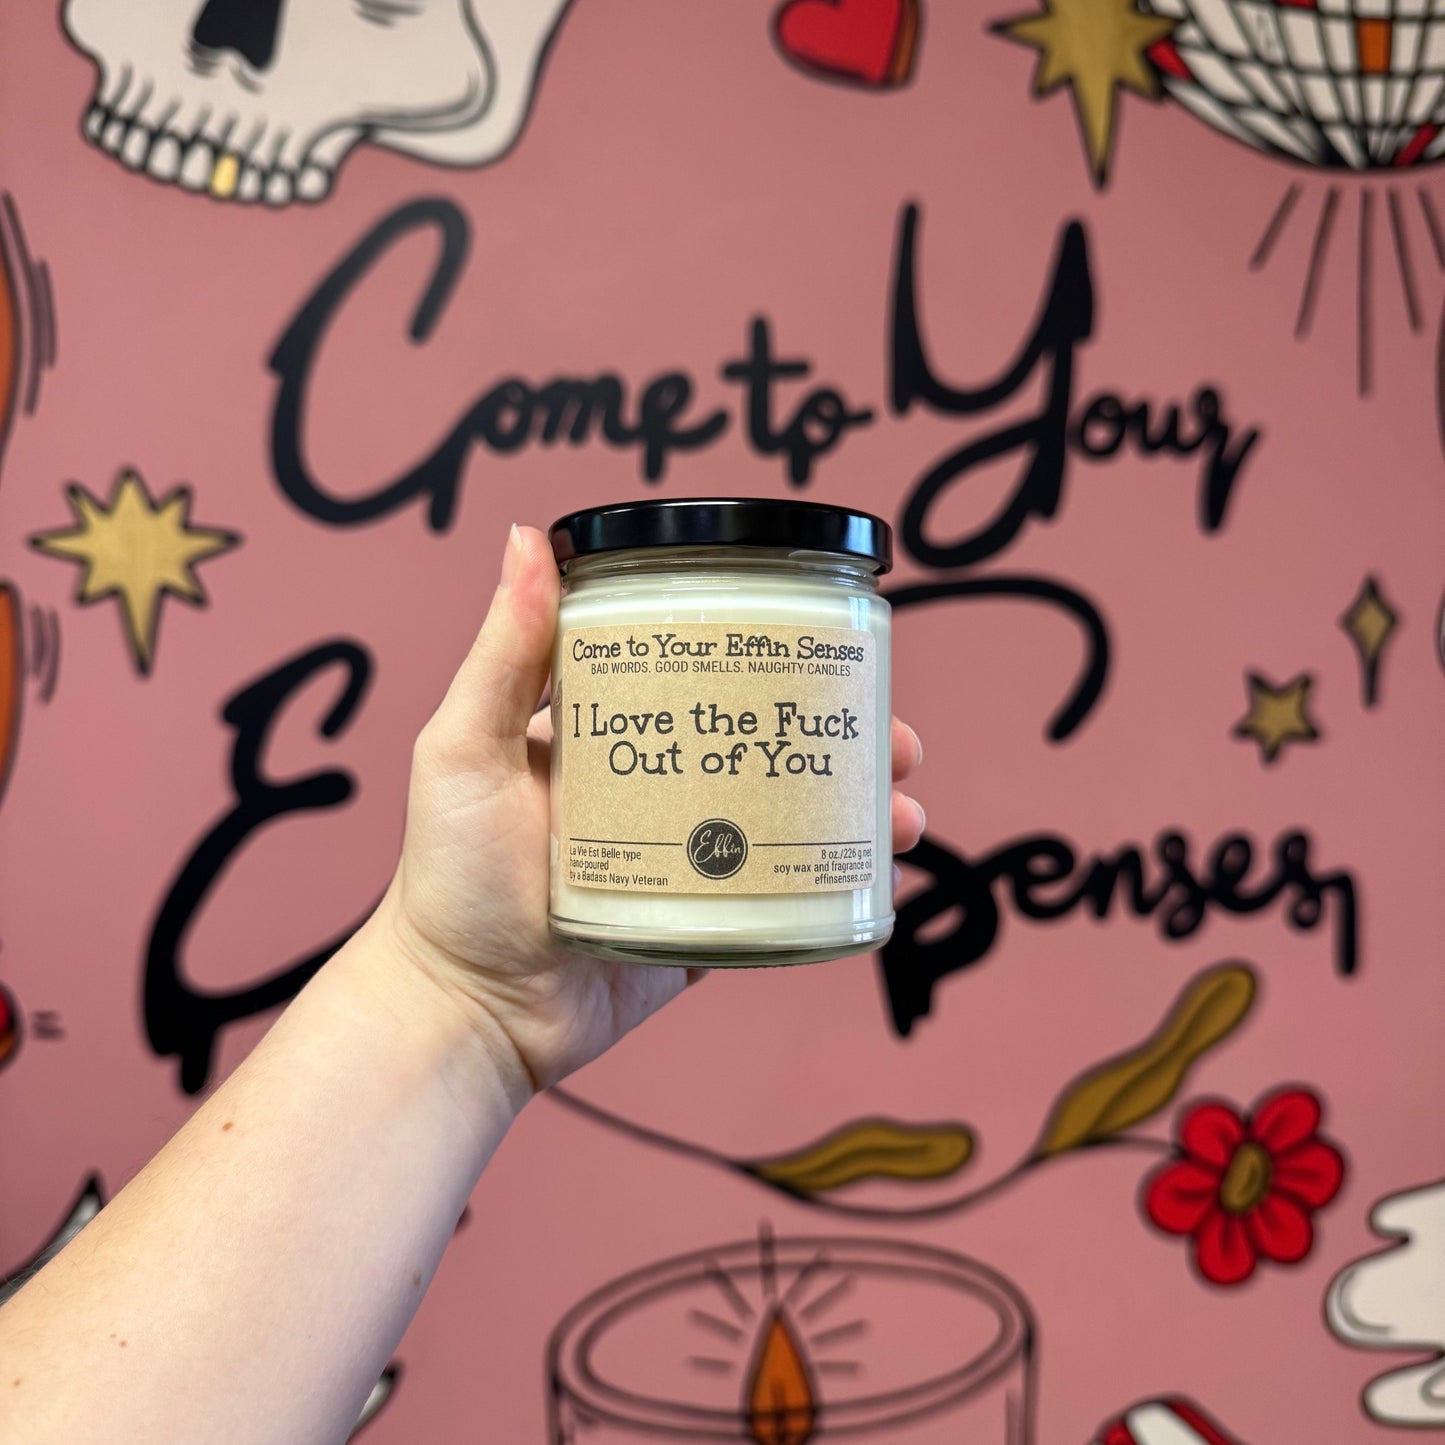 Come to Your
E Senses,
Come to Your Effin Senses
BAD WORDS. GOOD SMELLS. NAUGHTY CANDLES
I Love the Fuck
Out of You
Effin
La Vie Est Belle type
hand-poured
by a Badass Navy Veteran
8 oz./226 g net
soy wax and fragrance oil
effinsenses.com